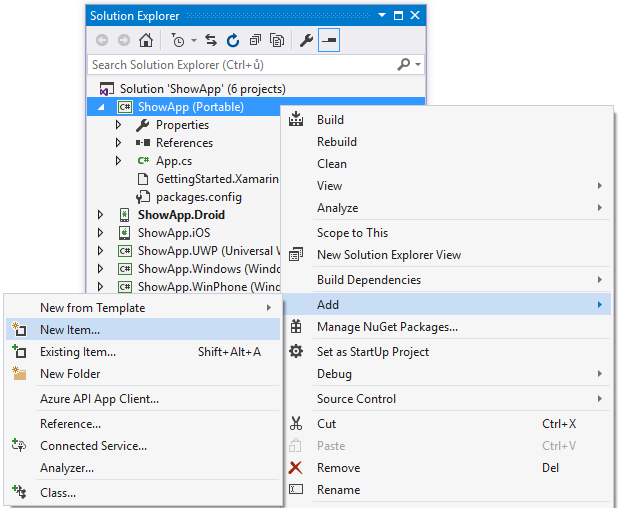 Solution Explorer
Search Solution Explorer (Ctrl+ů)
Solution 'ShowApp' (6 projects)
C# ShowApp (Portable)
Properties
References
C# App.cs
GettingStarted.Xamarin
packages.config
ShowApp.Droid
ShowApp.iOS
C# ShowApp.UWP (Universal W
C# ShowApp.Windows (Wind
C# ShowApp.WinPhone (Wind
Build
Rebuild
Clean
View
Analyze
Scope to This
New Solution Explorer View
Build Dependencies
Add
Manage NuGet Packages...
Set as StartUp Project
Debug
Source Control
Cut Ctrl+X
Paste Ctrl+V
Remove Del
Rename
New from Template
New Item...
Existing Item... Shift+Alt+A
New Folder
Azure API App Client...
Reference...
Connected Service...
Analyzer...
Class...